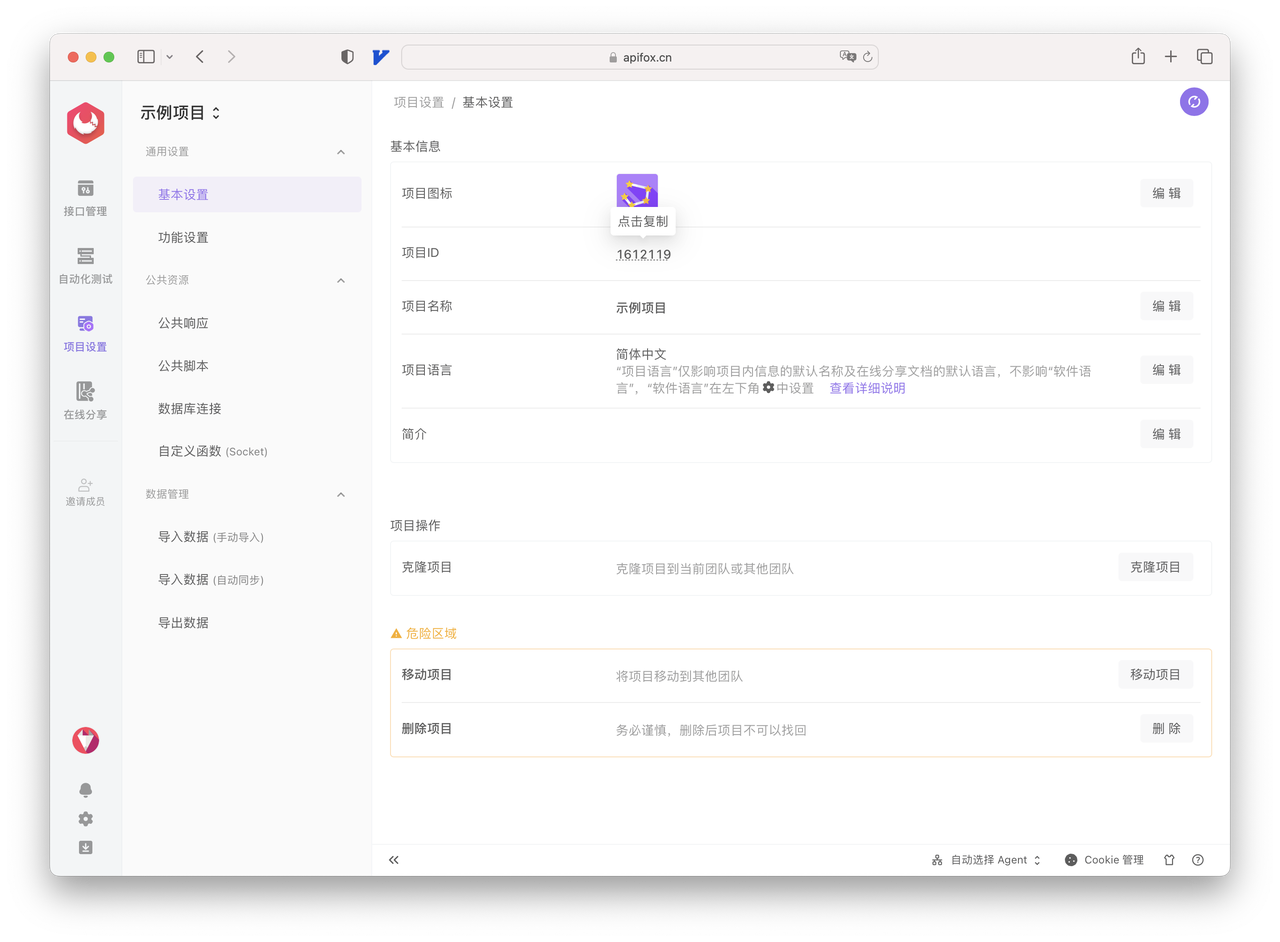 apifox.cn
示例项目
通用设置
基本设置
功能设置
公共资源
公共响应
公共脚本
数据库连接
自定义函数 (Socket)
数据管理
导入数据 (手动导入)
导入数据 (自动同步)
导出数据
接口管理
自动化测试
项目设置
在线分享
邀请成员
项目设置 / 基本设置
基本信息
项目图标
编 辑
点击复制
项目ID
1612119
项目名称
示例项目
编 辑
项目语言
简体中文
“项目语言”仅影响项目内信息的默认名称及在线分享文档的默认语言，不影响“软件语
言”，“软件语言”在左下角 中设置 查看详细说明
编 辑
简介
编 辑
项目操作
克隆项目
克隆项目到当前团队或其他团队
克隆项目
危险区域
移动项目
将项目移动到其他团队
移动项目
删除项目
务必谨慎，删除后项目不可以找回
删 除
自动选择 Agent
Cookie 管理